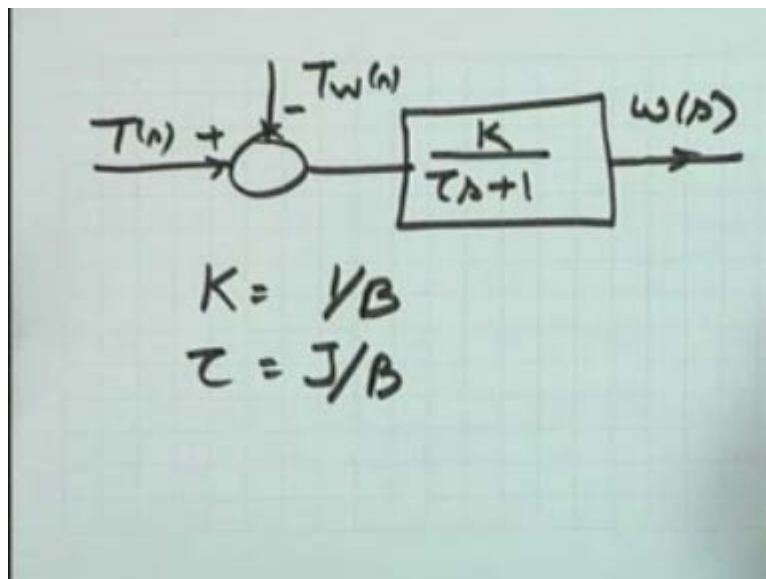 T(s) + - Tw(s) ω(s)
K
τs+1
K = 1/B
τ = J/B